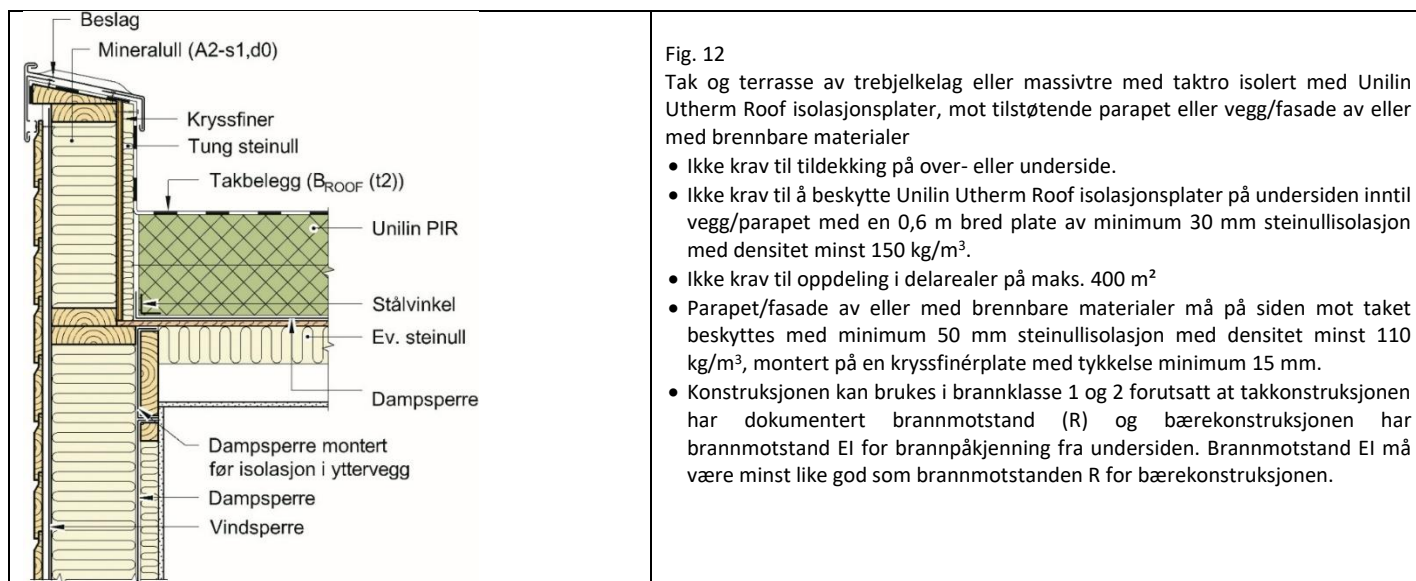 Beslag
Mineralull (A2-s1,d0)
Kryssfiner
Tung steinull
Takbelegg (BROOF (t2))
Unilin PIR
Stålvinkel
Ev. steinull
Dampsperre
Dampsperre montert
før isolasjon i yttervegg
Dampsperre
Vindsperre
Fig. 12
Tak og terrasse av trebjelkelag eller massivtre med taktro isolert med Unilin
Utherm Roof isolasjonsplater, mot tilstøtende parapet eller vegg/fasade av eller
med brennbare materialer
• Ikke krav til tildekking på over- eller underside.
• Ikke krav til å beskytte Unilin Utherm Roof isolasjonsplater på undersiden inntil
vegg/parapet med en 0,6 m bred plate av minimum 30 mm steinullisolasjon
med densitet minst 150 kg/m³.
• Ikke krav til oppdeling i delarealer på maks. 400 m²
• Parapet/fasade av eller med brennbare materialer må på siden mot taket
beskyttes med minimum 50 mm steinullisolasjon med densitet minst 110
kg/m³, montert på en kryssfinérplate med tykkelse minimum 15 mm.
• Konstruksjonen kan brukes i brannklasse 1 og 2 forutsatt at takkonstruksjonen
har dokumentert brannmotstand (R) og bærekonstruksjonen har
brannmotstand EI for brannpåkjenning fra undersiden. Brannmotstand EI må
være minst like god som brannmotstanden R for bærekonstruksjonen.